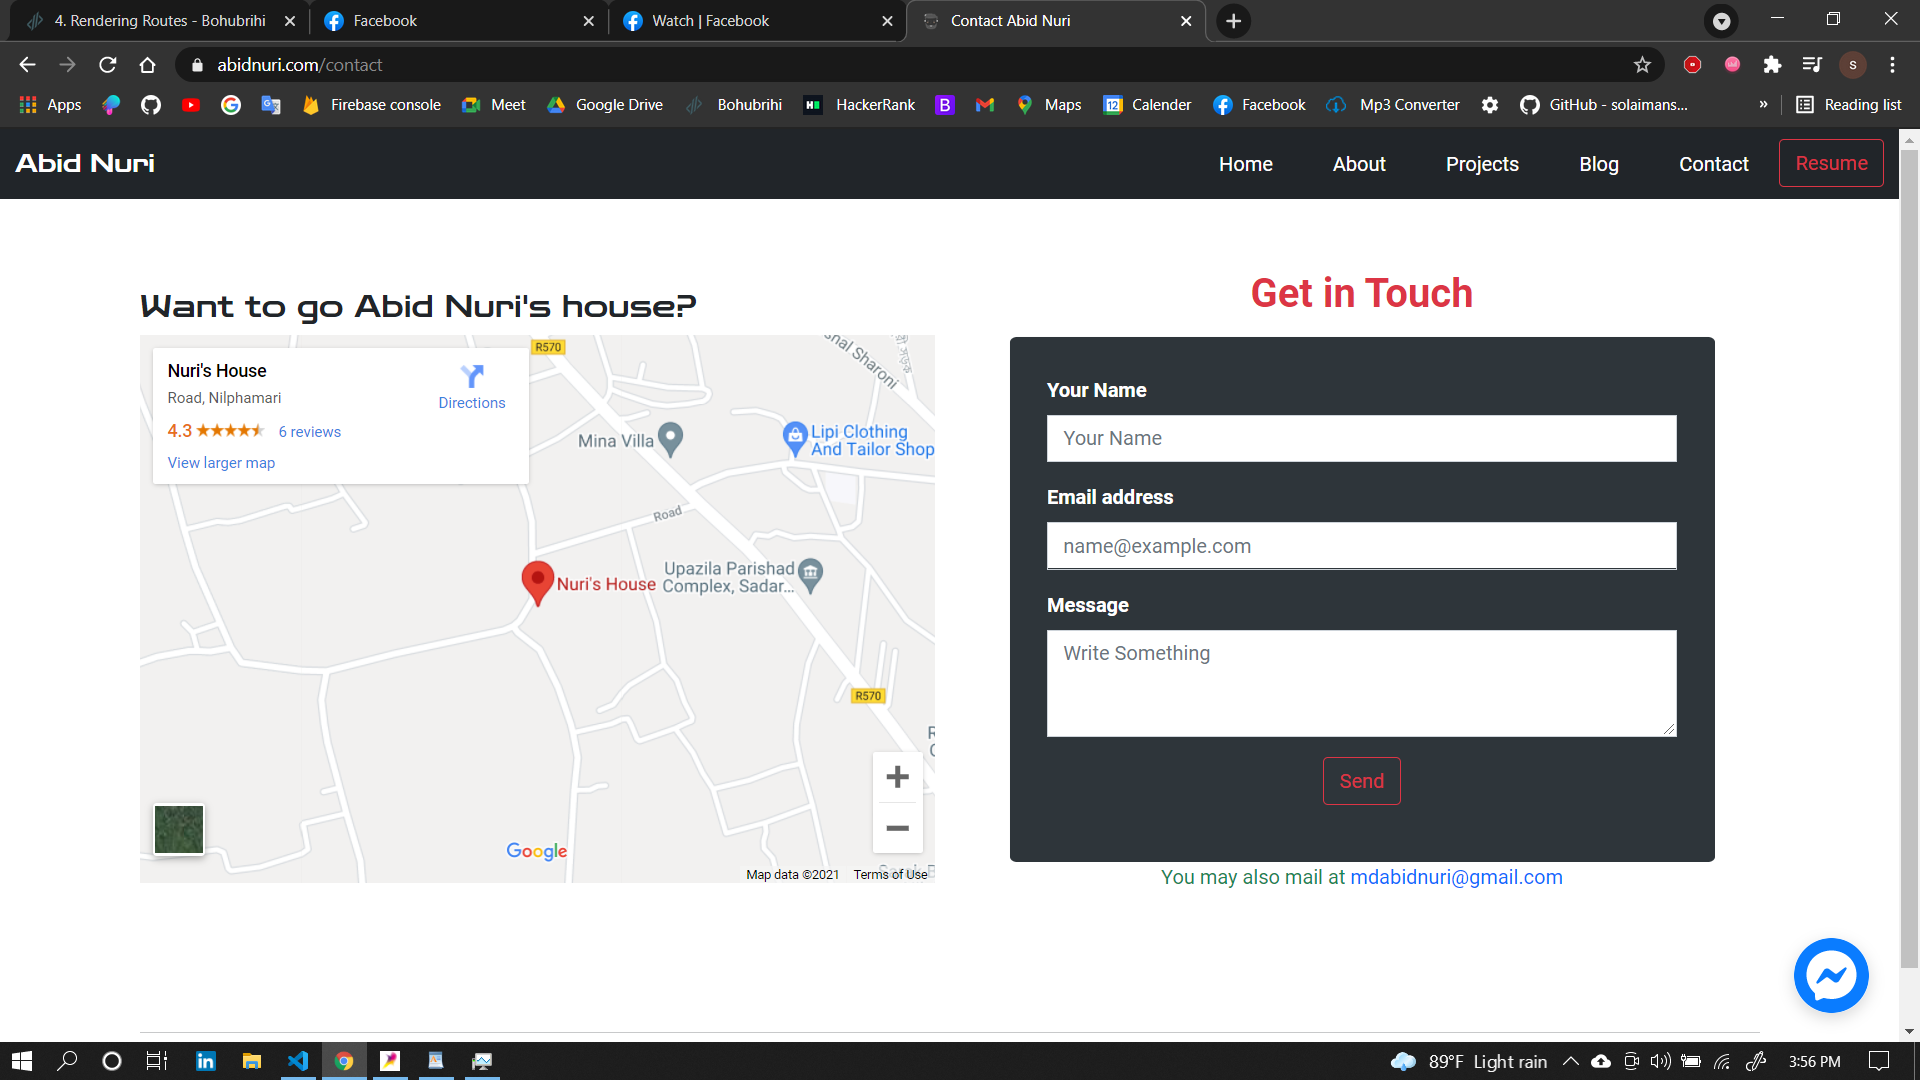 4. Rendering Routes - Bohubrihi
Facebook
Watch | Facebook
Contact Abid Nuri
abidnuri.com/contact
S
Apps
Firebase console
Meet
Google Drive
Bohubrihi
HackerRank
B
Maps
12 Calender
Facebook
Mp3 Converter
GitHub - solaimans...
»
Reading list
Abid Nuri
Home
About
Projects
Blog
Contact
Resume
Want to go Abid Nuri's house?
Nuri's House
Road, Nilphamari
4.3
6 reviews
View larger map
Directions
R570
Mina Villa
Lipi Clothing
And Tailor Shop
Road
Nuri's House
Upazila Parishad
Complex, Sadar...
R570
Google
Map data ©2021
Terms of Use
Get in Touch
Your Name
Your Name
Email address
name@example.com
Message
Write Something
Send
You may also mail at mdabidnuri@gmail.com
89°F Light rain
3:56 PM